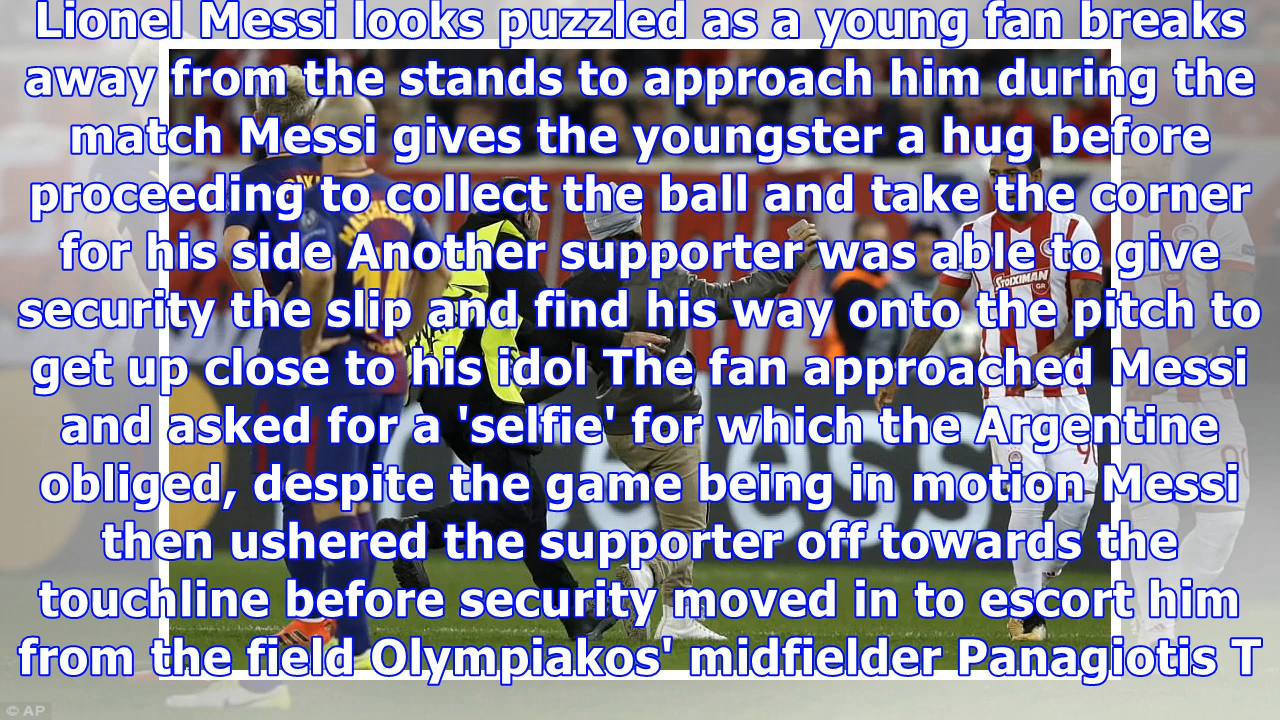 Lionel Messi looks puzzled as a young fan breaks
away from the stands to approach him during the
match Messi gives the youngster a hug before
proceeding to collect the ball and take the corner
for his side Another supporter was able to give
security the slip and find his way onto the pitch to
get up close to his idol The fan approached Messi
and asked for a 'selfie' for which the Argentine
obliged, despite the game being in motion Messi
then ushered the supporter off towards the
touchline before security moved in to escort him
from the field Olympiakos' midfielder Panagiotis T
STOIXIMAN
GR
© AP